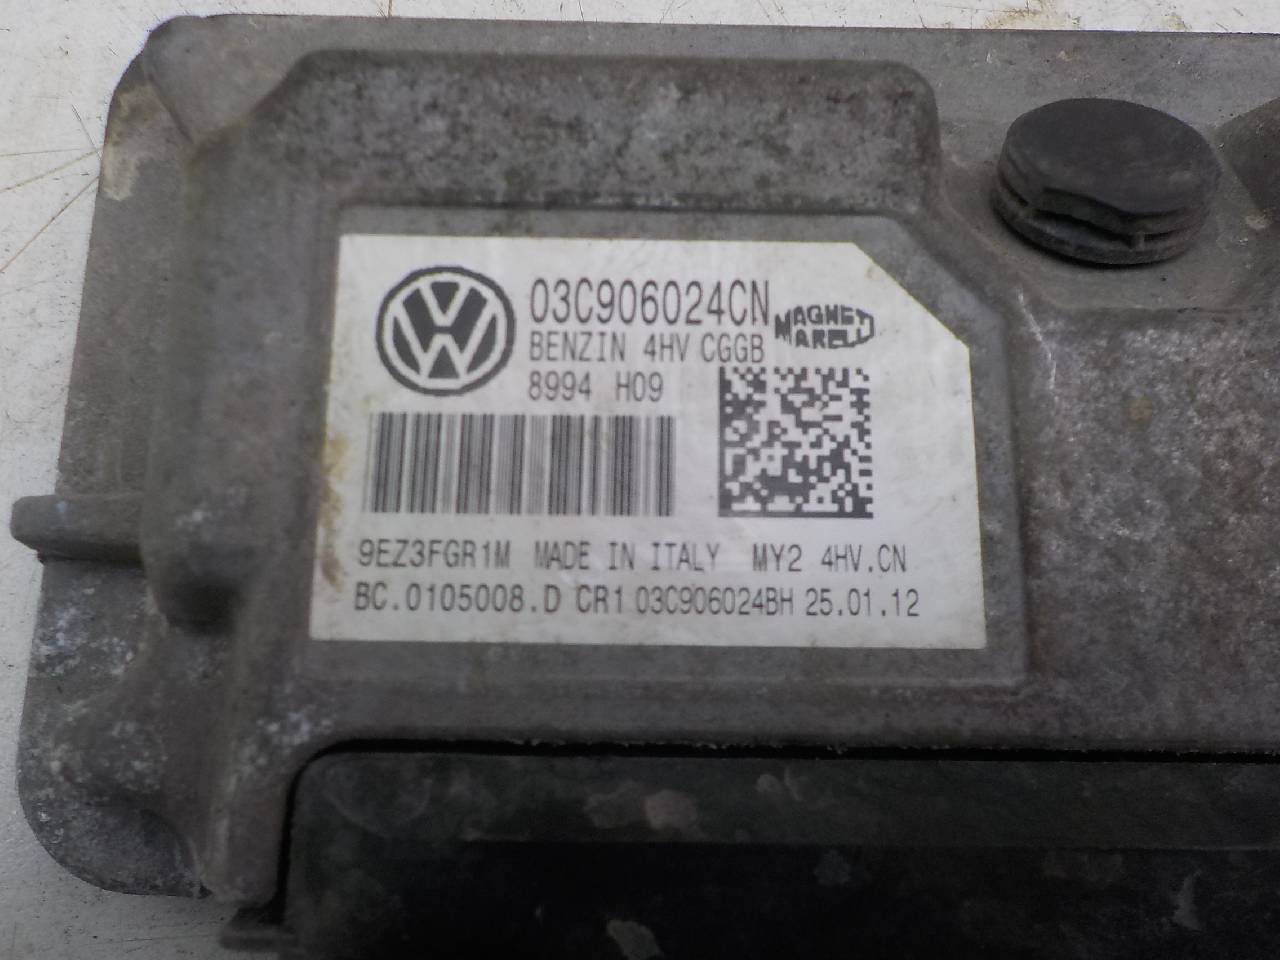 03C906024CN
MAGNETI
MARELLI
BENZIN 4HV CGGB
8994 H09
9EZ3FGR1M MADE IN ITALY MY2 4HV.CN
BC.0105008.D CR1 03C906024BH 25.01.12